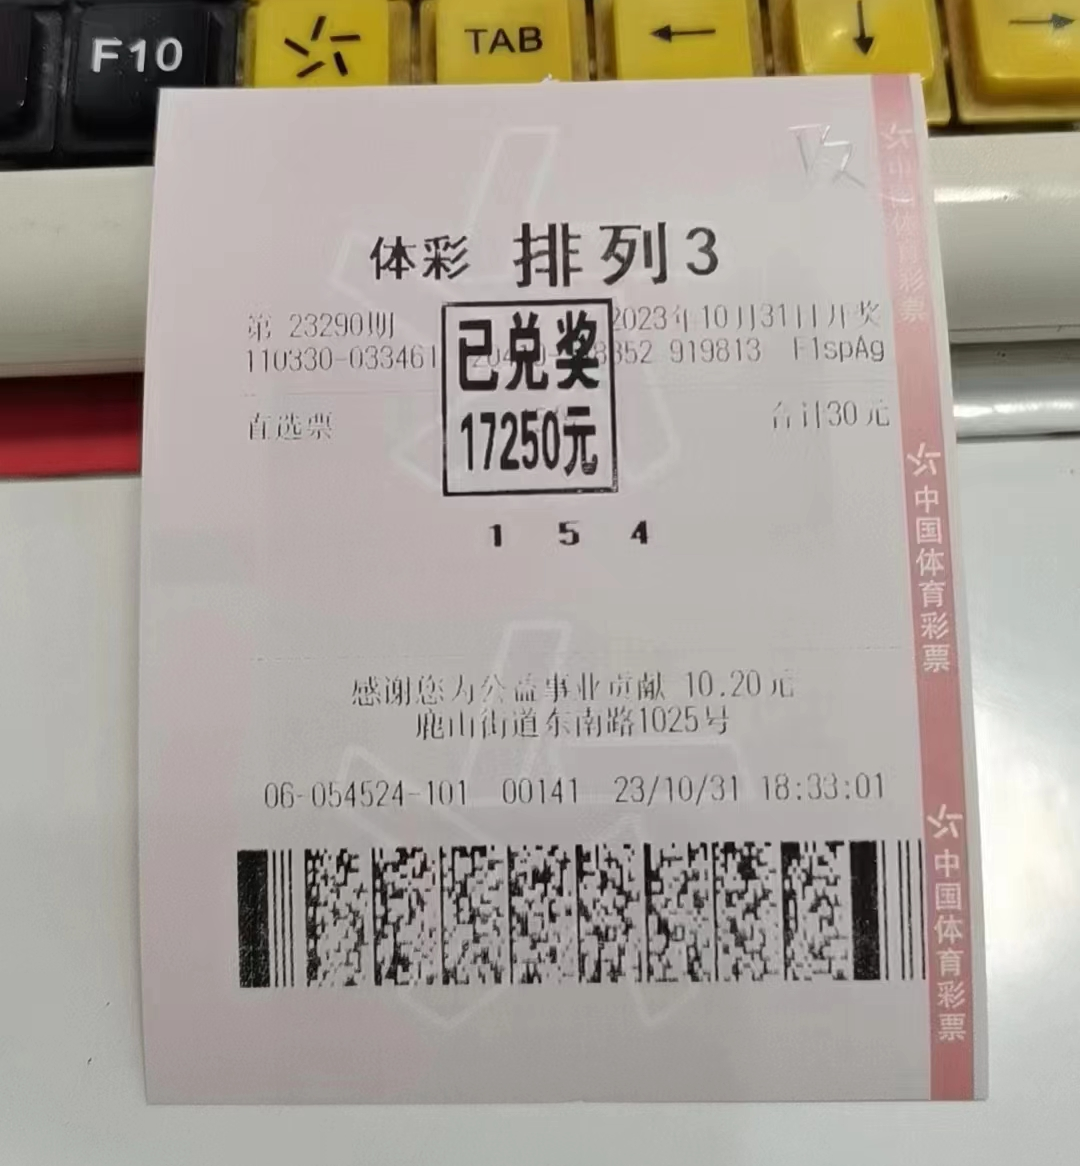 F10
TAB
体彩 排列3
第 23290期
2023年10月31日开奖
110330-033461
852 919813 F1spAg
已兑奖
17250元
直选票
合计30元
1 5 4
感谢您为公益事业贡献 10.20元
鹿山街道东南路1025号
06-054524-101 00141 23/10/31 18:33:01
中国体育彩票
中国体育彩票
中国体育彩票